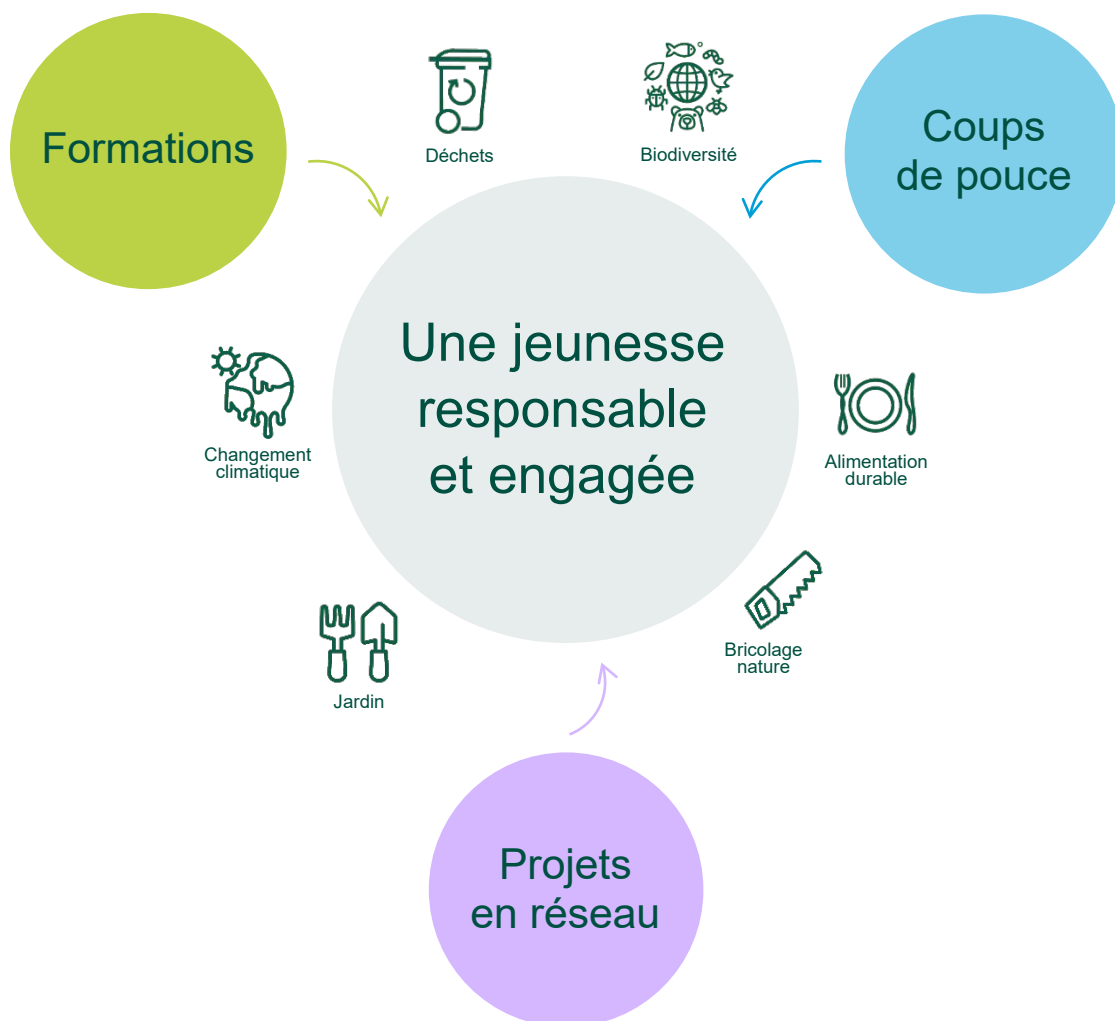 Formations
Déchets
Biodiversité
Coups
de pouce
Une jeunesse
responsable
et engagée
Changement
climatique
Alimentation
durable
Jardin
Bricolage
nature
Projets
en réseau